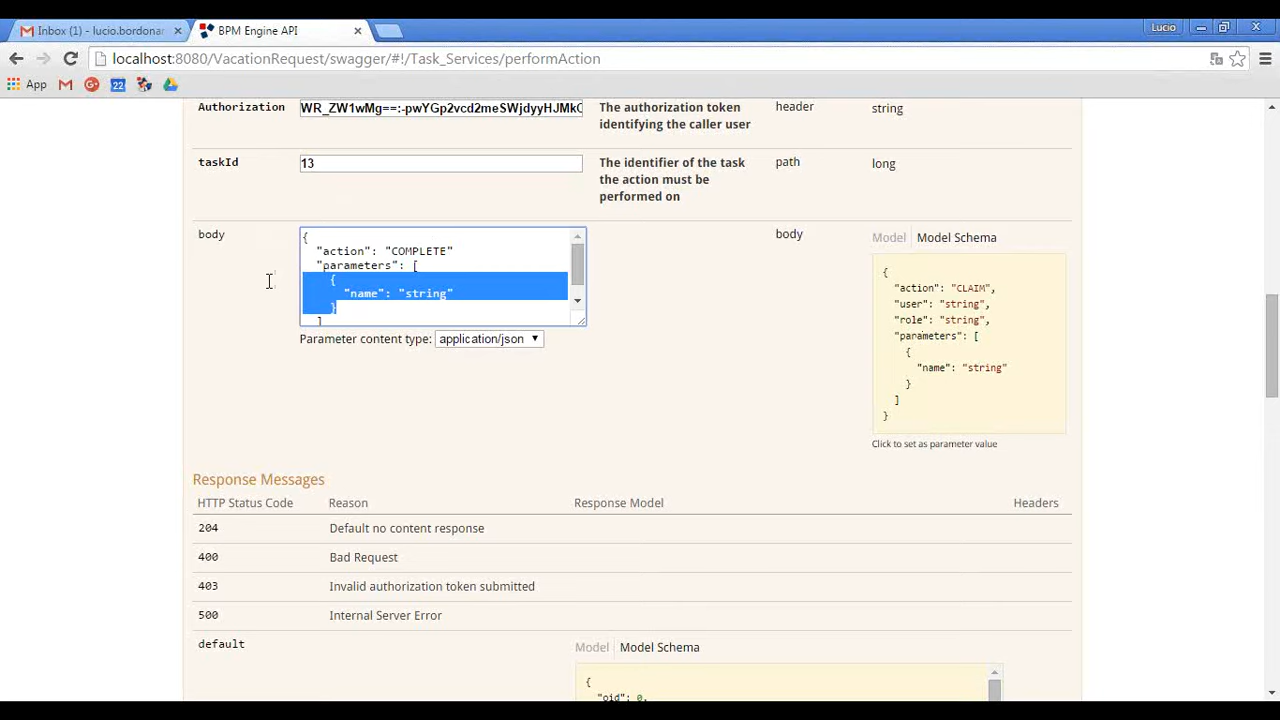 Inbox (1) - lucio.bordonar
BPM Engine API
Lucio
localhost:8080/VacationRequest/swagger/#!/Task_Services/performAction
App
22
Authorization
WR_ZW1wMg==:-pwYGp2vcd2meSWjdyyHJMkC
The authorization token identifying the caller user
header
string
taskId
13
The identifier of the task the action must be performed on
path
long
body
{
"action": "COMPLETE"
"parameters": [
{
"name": "string"
}
]
Parameter content type:
application/json
body
Model
Model Schema
{
"action": "CLAIM",
"user": "string",
"role": "string",
"parameters": [
{
"name": "string"
}
]
}
Click to set as parameter value
Response Messages
HTTP Status Code
Reason
Response Model
Headers
204
Default no content response
400
Bad Request
403
Invalid authorization token submitted
500
Internal Server Error
default
Model
Model Schema
{
"oid": 0,